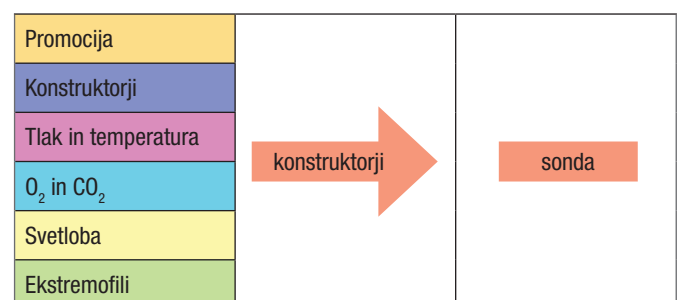 Promocija
Konstruktorji
Tlak in temperatura
O₂ in CO₂
Svetloba
Ekstremofili
konstruktorji
sonda